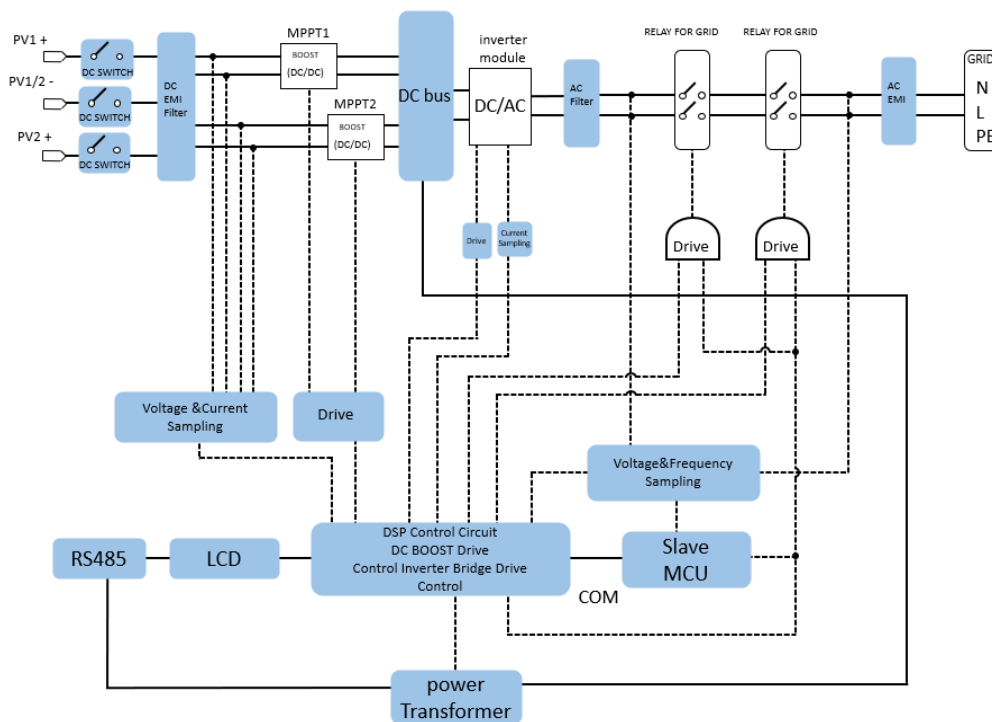 PV1 +
DC SWITCH
PV1/2 -
DC SWITCH
PV2 +
DC SWITCH
DC
EMI
Filter
MPPT1
BOOST
(DC/DC)
MPPT2
BOOST
(DC/DC)
DC bus
inverter
module
DC/AC
AC
Filter
RELAY FOR GRID
RELAY FOR GRID
AC
EMI
GRID
N
L
PE
Drive
Current
Sampling
Drive
Drive
Voltage &Current
Sampling
Drive
Voltage&Frequency
Sampling
RS485
LCD
DSP Control Circuit
DC BOOST Drive
Control Inverter Bridge Drive
Control
COM
Slave
MCU
power
Transformer